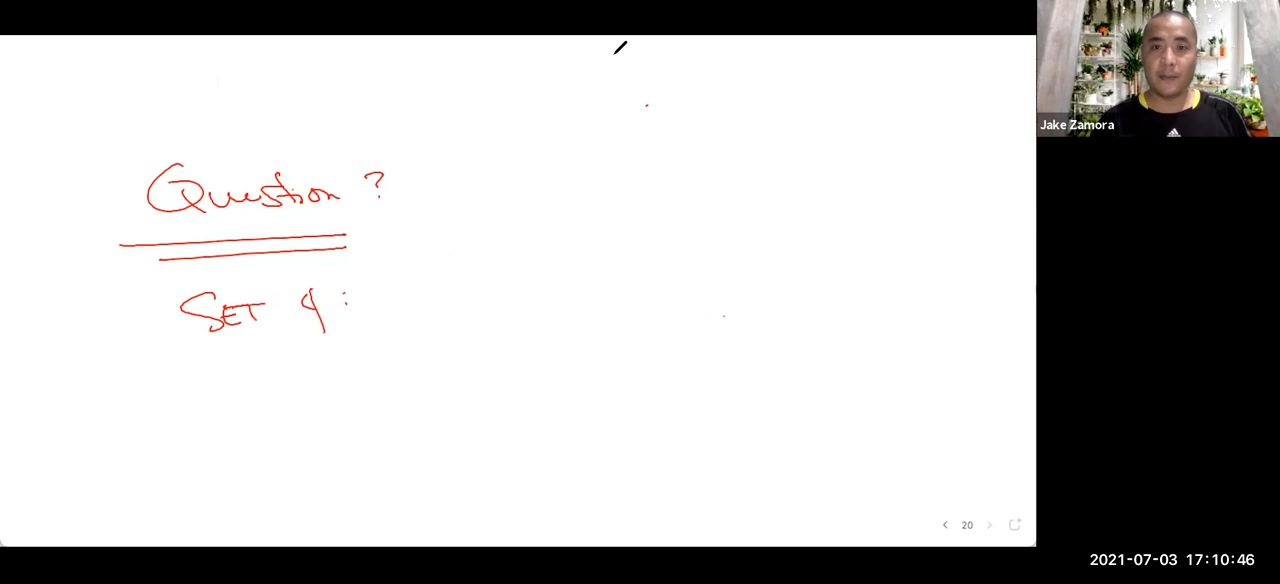 Question ?
SET 4 :
Jake Zamora
20
2021-07-03 17:10:46